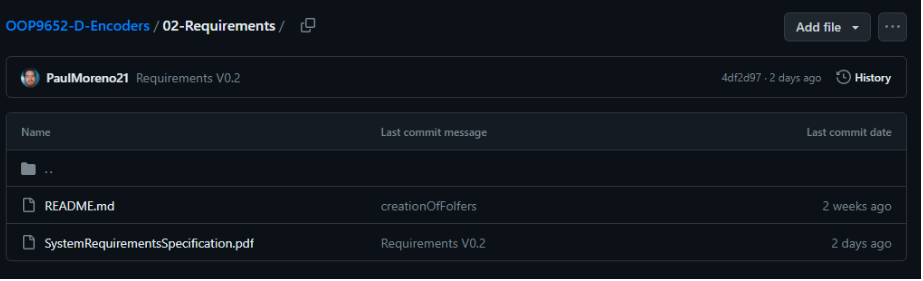 OOP9652-D-Encoders / 02-Requirements /
Add file
PaulMoreno21 Requirements V0.2
4df2d97 · 2 days ago
History
Name Last commit message Last commit date
..
README.md creationOfFolfers 2 weeks ago
SystemRequirementsSpecification.pdf Requirements V0.2 2 days ago